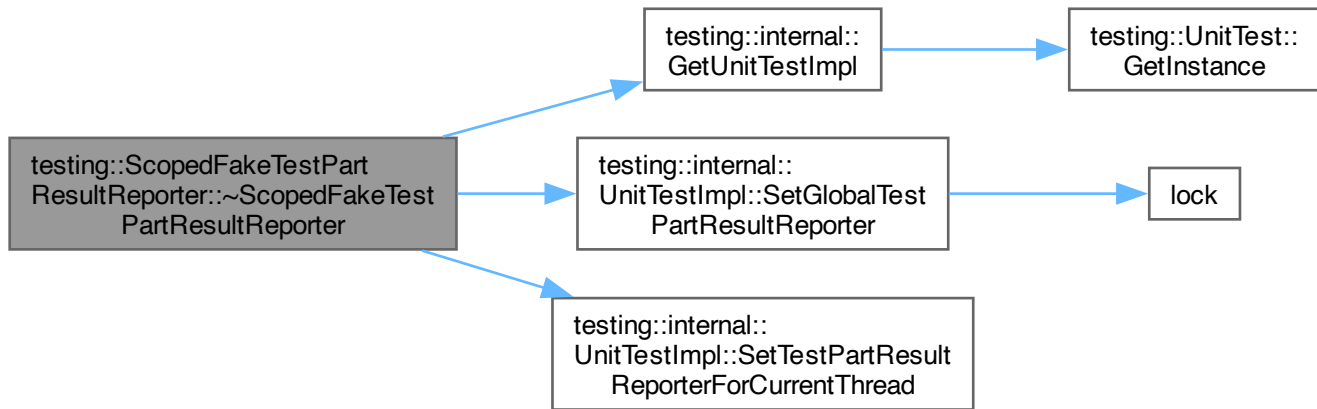 testing::internal::
GetUnitTestImpl
testing::UnitTest::
GetInstance
testing::ScopedFakeTestPart
ResultReporter::~ScopedFakeTest
PartResultReporter
testing::internal::
UnitTestImpl::SetGlobalTest
PartResultReporter
lock
testing::internal::
UnitTestImpl::SetTestPartResult
ReporterForCurrentThread